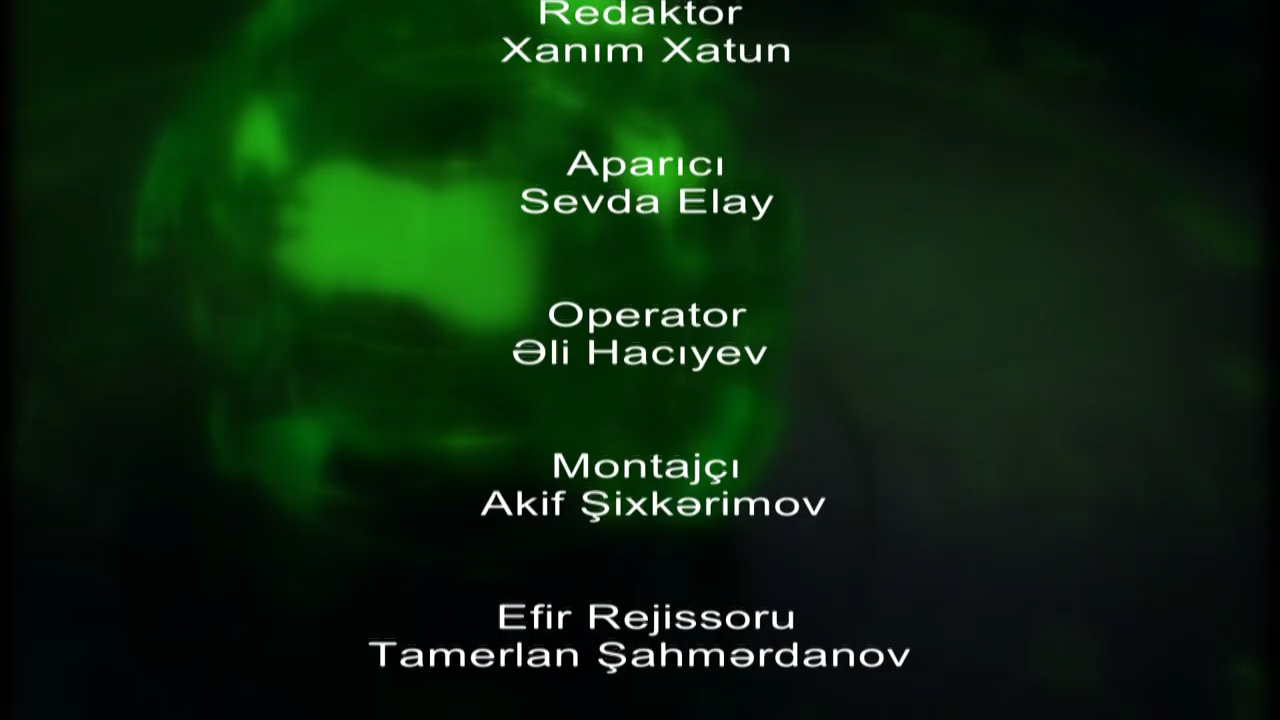 Redaktor
Xanım Xatun
Aparıcı
Sevda Elay
Operator
Əli Hacıyev
Montajçı
Akif Şixkərimov
Efir Rejissoru
Tamerlan Şahmərdanov